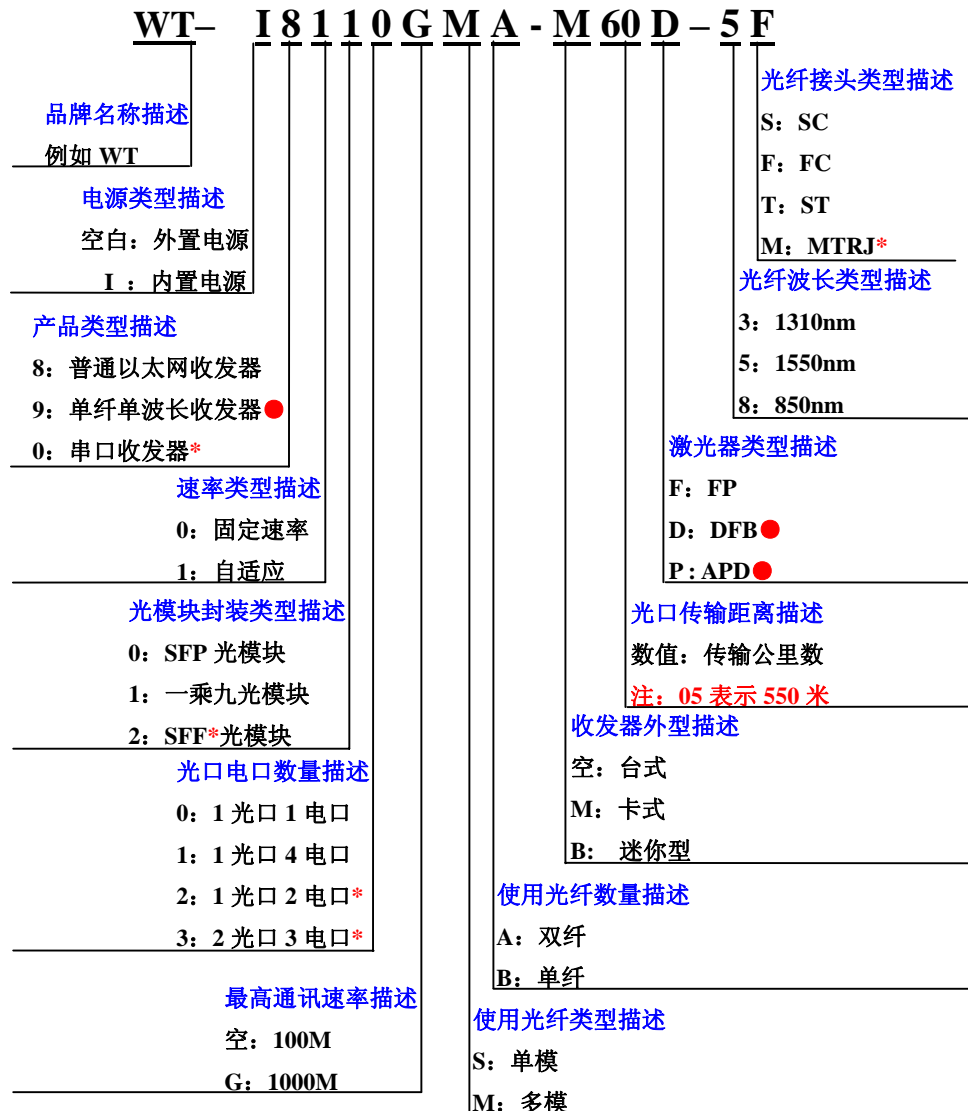 WT– I 8 1 1 0 G M A - M 60 D – 5 F
品牌名称描述
例如 WT
电源类型描述
空白：外置电源
I ：内置电源
产品类型描述
8：普通以太网收发器
9：单纤单波长收发器●
0：串口收发器*
速率类型描述
0：固定速率
1：自适应
光模块封装类型描述
0：SFP 光模块
1：一乘九光模块
2：SFF*光模块
光口电口数量描述
0：1 光口 1 电口
1：1 光口 4 电口
2：1 光口 2 电口*
3：2 光口 3 电口*
最高通讯速率描述
空：100M
G：1000M
光纤接头类型描述
S：SC
F：FC
T：ST
M：MTRJ*
光纤波长类型描述
3：1310nm
5：1550nm
8：850nm
激光器类型描述
F：FP
D：DFB●
P : APD●
光口传输距离描述
数值：传输公里数
注：05 表示 550 米
收发器外型描述
空：台式
M：卡式
B: 迷你型
使用光纤数量描述
A：双纤
B：单纤
使用光纤类型描述
S：单模
M：多模